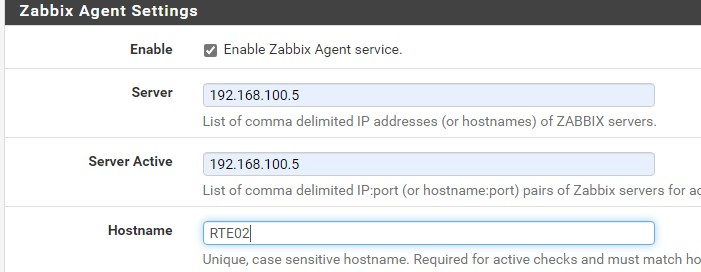 Zabbix Agent Settings
Enable Enable Zabbix Agent service.
Server 192.168.100.5
List of comma delimited IP addresses (or hostnames) of ZABBIX servers.
Server Active 192.168.100.5
List of comma delimited IP:port (or hostname:port) pairs of Zabbix servers for
Hostname RTE02
Unique, case sensitive hostname. Required for active checks and must match